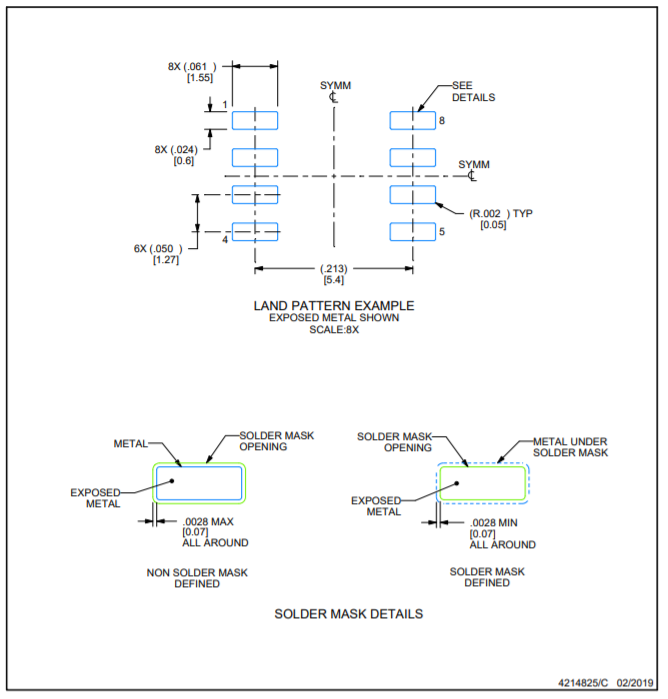 8X (.061 )
[1.55]
SYMM
℄
SEE
DETAILS
1
8
8X (.024)
[0.6]
SYMM
℄
(R.002 ) TYP
[0.05]
4
5
6X (.050 )
[1.27]
(.213)
[5.4]
LAND PATTERN EXAMPLE
EXPOSED METAL SHOWN
SCALE:8X
METAL
SOLDER MASK
OPENING
EXPOSED
METAL
.0028 MAX
[0.07]
ALL AROUND
NON SOLDER MASK
DEFINED
SOLDER MASK
OPENING
METAL UNDER
SOLDER MASK
EXPOSED
METAL
.0028 MIN
[0.07]
ALL AROUND
SOLDER MASK
DEFINED
SOLDER MASK DETAILS
4214825/C 02/2019